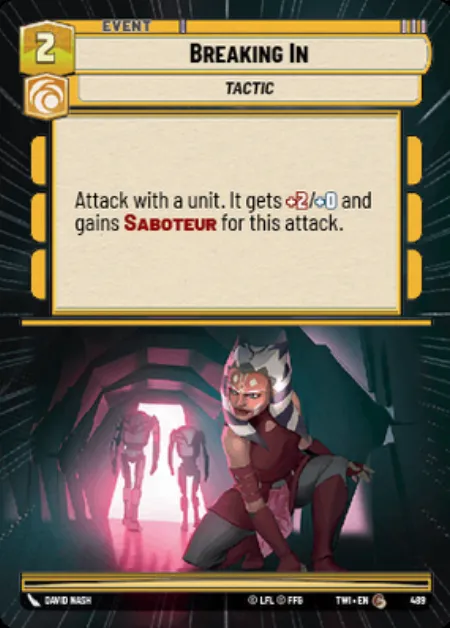 EVENT
2
BREAKING IN
TACTIC
Attack with a unit. It gets +2/+0 and
gains SABOTEUR for this attack.
DAVID NASH
© LFL © FFG
TWI • EN
489